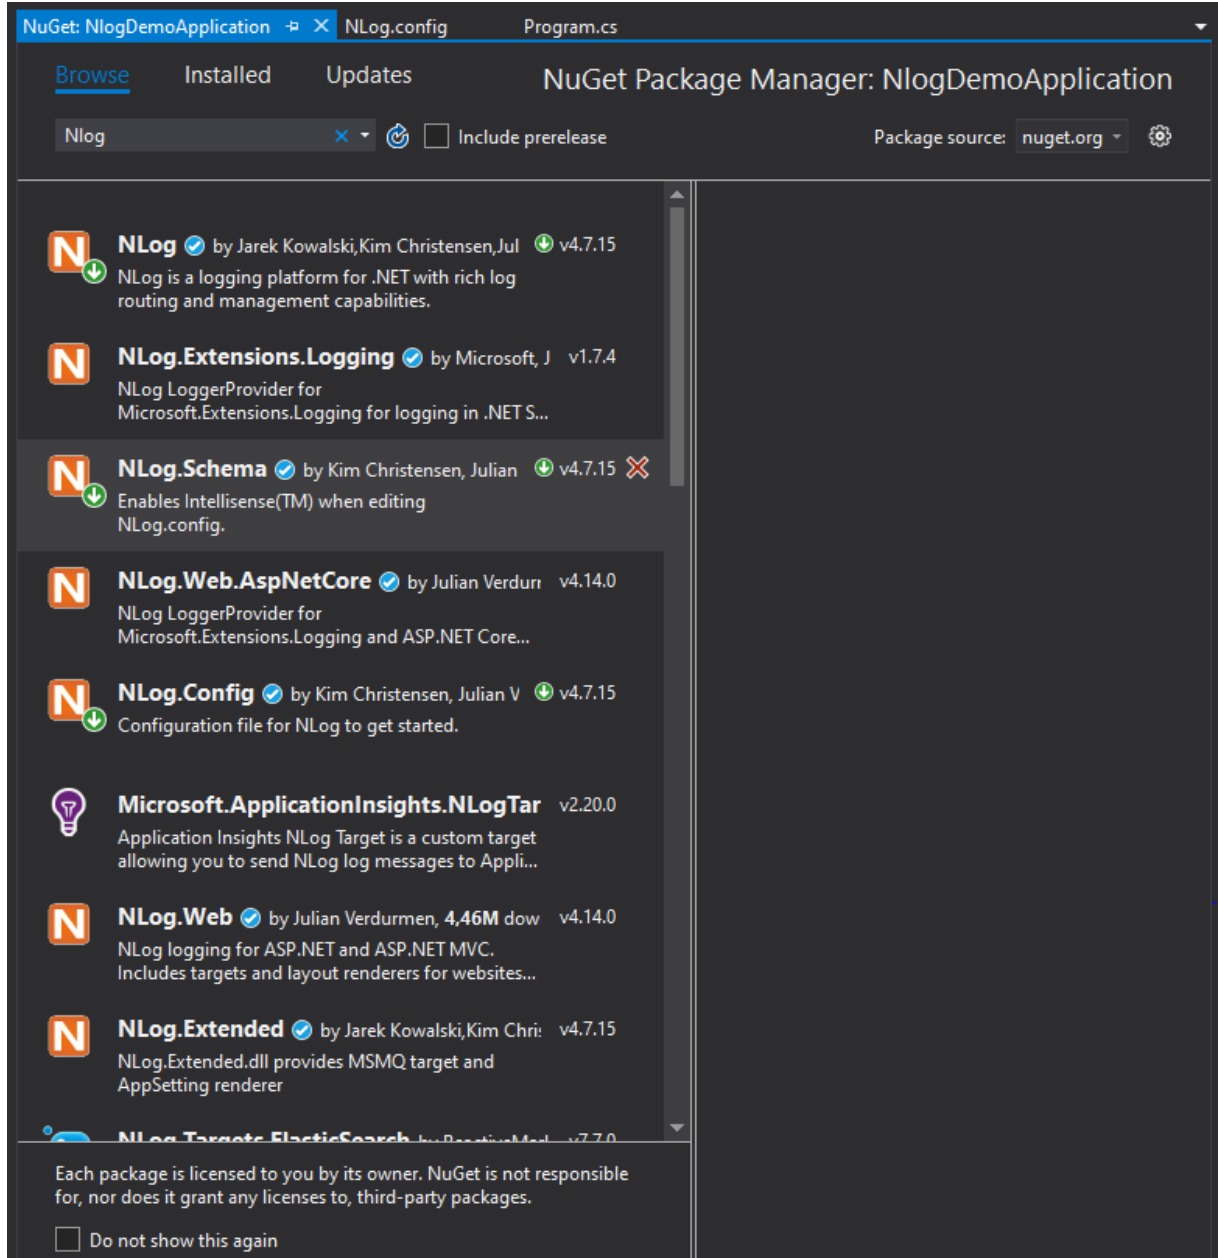 NuGet: NlogDemoApplication NLog.config Program.cs
Browse Installed Updates NuGet Package Manager: NlogDemoApplication
Nlog Include prerelease Package source: nuget.org
NLog by Jarek Kowalski,Kim Christensen,Jul v4.7.15
NLog is a logging platform for .NET with rich log
routing and management capabilities.
NLog.Extensions.Logging by Microsoft, J v1.7.4
NLog LoggerProvider for
Microsoft.Extensions.Logging for logging in .NET S...
NLog.Schema by Kim Christensen, Julian v4.7.15
Enables Intellisense(TM) when editing
NLog.config.
NLog.Web.AspNetCore by Julian v4.14.0
NLog LoggerProvider for
Microsoft.Extensions.Logging and ASP.NET Core...
NLog.Config by Kim Christensen, Julian V v4.7.15
Configuration file for NLog to get started.
Microsoft.ApplicationInsights.NLogTar v2.20.0
Application Insights NLog Target is a custom target
allowing you to send NLog log messages to Appli...
NLog.Web by Julian Verdurmen, 4,46M dow v4.14.0
NLog logging for ASP.NET and ASP.NET MVC.
Includes targets and layout renderers for websites...
NLog.Extended by Jarek Kowalski,Kim v4.7.15
NLog.Extended.dll provides MSMQ target and
AppSetting renderer
NLog.Targets.ElasticSearch by v7.7.0
Each package is licensed to you by its owner. NuGet is not responsible
for, nor does it grant any licenses to, third-party packages.
Do not show this again